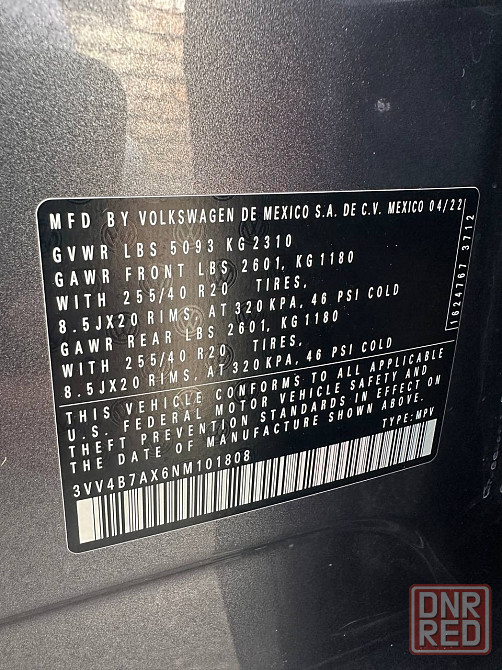 MFD BY VOLKSWAGEN DE MEXICO S.A. DE C.V. MEXICO 04/22
GVWR LBS 5093 KG 2310
GAWR FRONT LBS 2601, KG 1180
WITH 255/40 R20 TIRES,
8.5JX20 RIMS, AT 320 KPA, 46 PSI COLD
GAWR REAR LBS 2601, KG 1180
WITH 255/40 R20 TIRES,
8.5JX20 RIMS, AT 320 KPA, 46 PSI COLD
THIS VEHICLE CONFORMS TO ALL APPLICABLE
U.S. FEDERAL MOTOR VEHICLE SAFETY AND
THEFT PREVENTION STANDARDS IN EFFECT ON
THE DATE OF MANUFACTURE SHOWN ABOVE.
TYPE: MPV
3VV4B7AX6NM101808
1624767 3712
DNR
RED